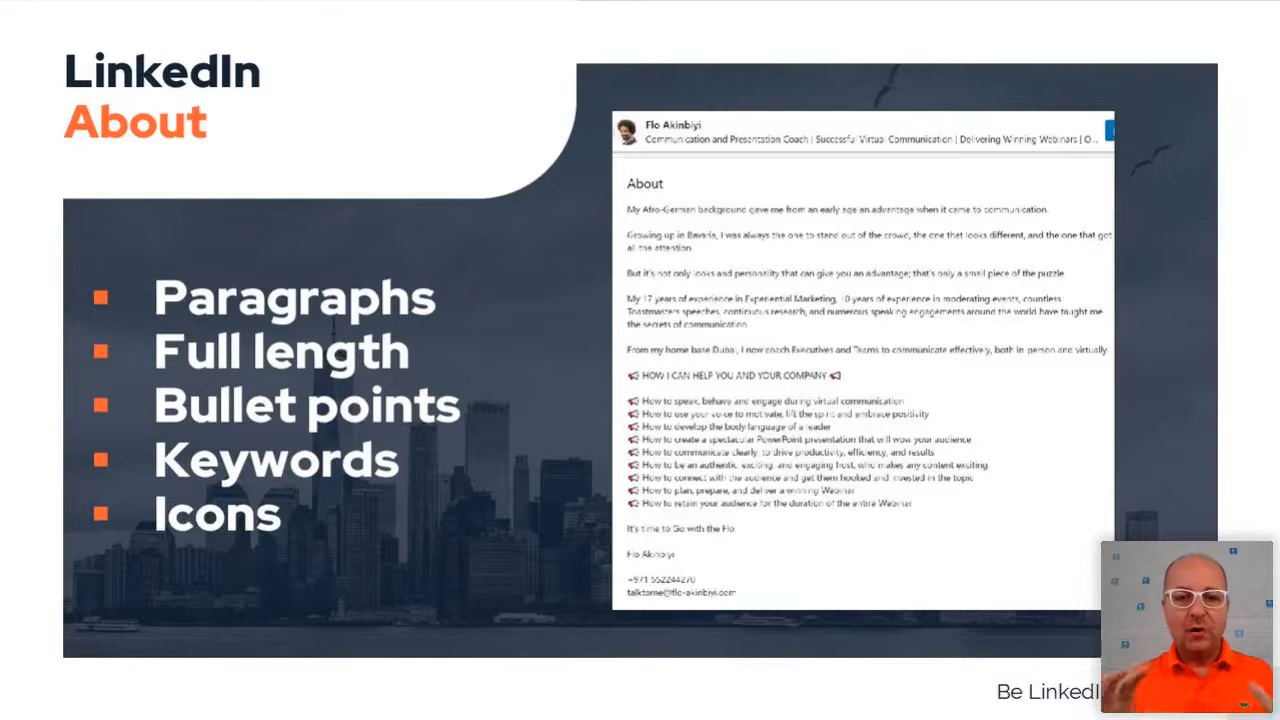 LinkedIn
About
Paragraphs
Full length
Bullet points
Keywords
Icons
Flo Akinbiyi
Communication and Presentation Coach | Successful Virtual Communication | Delivering Winning Webinars | O...
About
My Afro-German background gave me from an early age an advantage when it came to communication.
Growing up in Bavaria, I was always the one to stand out of the crowd, the one that looks different, and the one that got
all the attention.
But it's not only looks and personality that can give you an advantage; that's only a small piece of the puzzle.
My 17 years of experience in Experiential Marketing, 10 years of experience in moderating events, countless
Toastmasters speeches, continuous research, and numerous speaking engagements around the world have taught me
the secrets of communication.
From my home base Dubai, I now coach Executives and Teams to communicate effectively, both in-person and virtually
📢 HOW I CAN HELP YOU AND YOUR COMPANY 📢
📢 How to speak, behave and engage during virtual communication
📢 How to use your voice to motivate, lift the spirit and embrace positivity
📢 How to develop the body language of a leader
📢 How to create a spectacular PowerPoint presentation that will wow your audience
📢 How to communicate clearly, to drive productivity, efficiency, and results
📢 How to be an authentic, exciting, and engaging host, who makes any content exciting
📢 How to connect with the audience and get them hooked and invested in the topic
📢 How to plan, prepare, and deliver a winning Webinar
📢 How to retain your audience for the duration of the entire Webinar
It's time to Go with the Flo
Flo Akinbiyi
+971 552244270
talktome@flo-akinbiyi.com
Be LinkedI